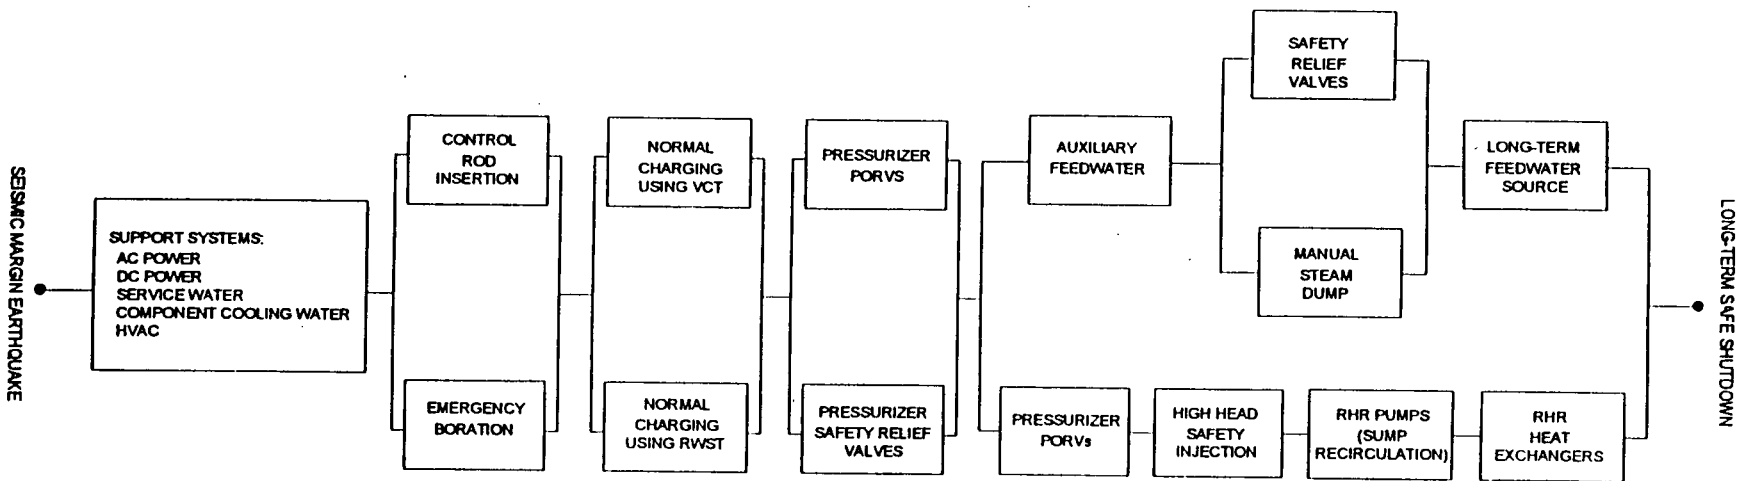 SEISMIC MARGIN EARTHQUAKE
SUPPORT SYSTEMS:
AC POWER
DC POWER
SERVICE WATER
COMPONENT COOLING WATER
HVAC
CONTROL
ROD
INSERTION
EMERGENCY
BORATION
NORMAL
CHARGING
USING VCT
NORMAL
CHARGING
USING RWST
PRESSURIZER
PORVS
PRESSURIZER
SAFETY RELIEF
VALVES
AUXILIARY
FEEDWATER
SAFETY
RELIEF
VALVES
MANUAL
STEAM
DUMP
LONG-TERM
FEEDWATER
SOURCE
PRESSURIZER
PORVs
HIGH HEAD
SAFETY
INJECTION
RHR PUMPS
(SUMP
RECIRCULATION)
RHR
HEAT
EXCHANGERS
LONG-TERM SAFE SHUTDOWN